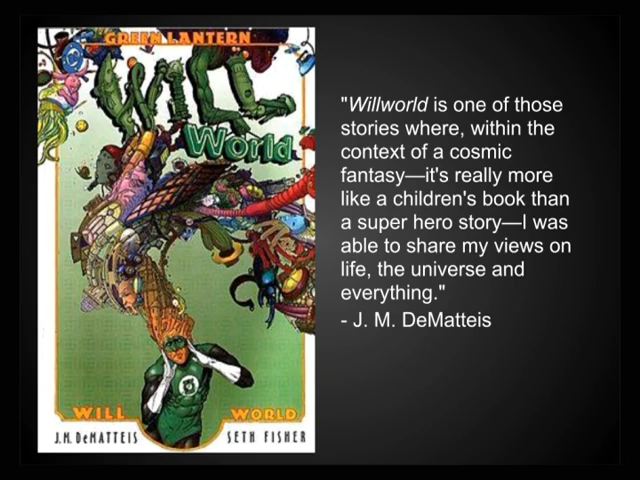 GREEN LANTERN
WILL
World
WILL WORLD
J.M. DeMATTEIS SETH FISHER
"Willworld is one of those
stories where, within the
context of a cosmic
fantasy—it's really more
like a children's book than
a super hero story—I was
able to share my views on
life, the universe and
everything."
- J. M. DeMatteis